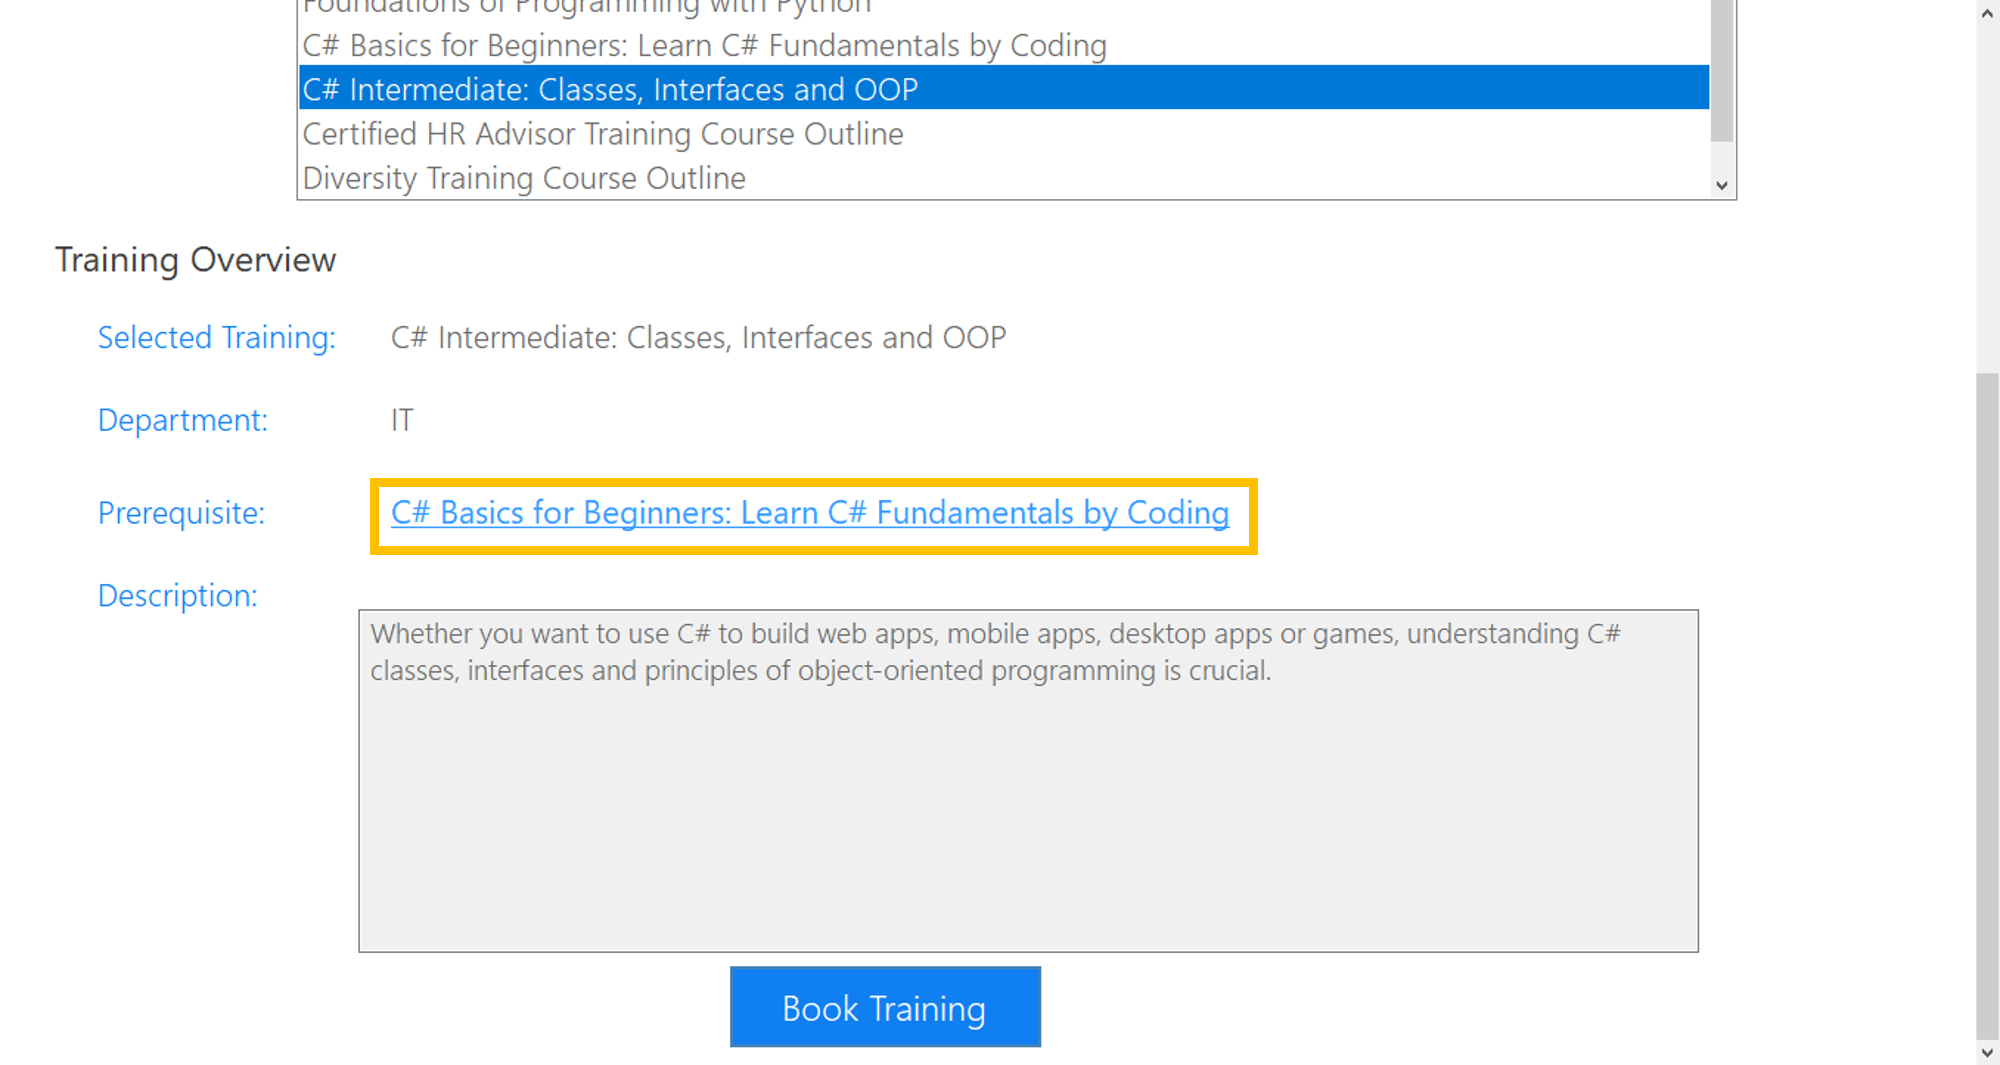 Foundations of Programming with Python
C# Basics for Beginners: Learn C# Fundamentals by Coding
C# Intermediate: Classes, Interfaces and OOP
Certified HR Advisor Training Course Outline
Diversity Training Course Outline
Training Overview
Selected Training: C# Intermediate: Classes, Interfaces and OOP
Department: IT
Prerequisite: C# Basics for Beginners: Learn C# Fundamentals by Coding
Description:
Whether you want to use C# to build web apps, mobile apps, desktop apps or games, understanding C#
classes, interfaces and principles of object-oriented programming is crucial.
Book Training